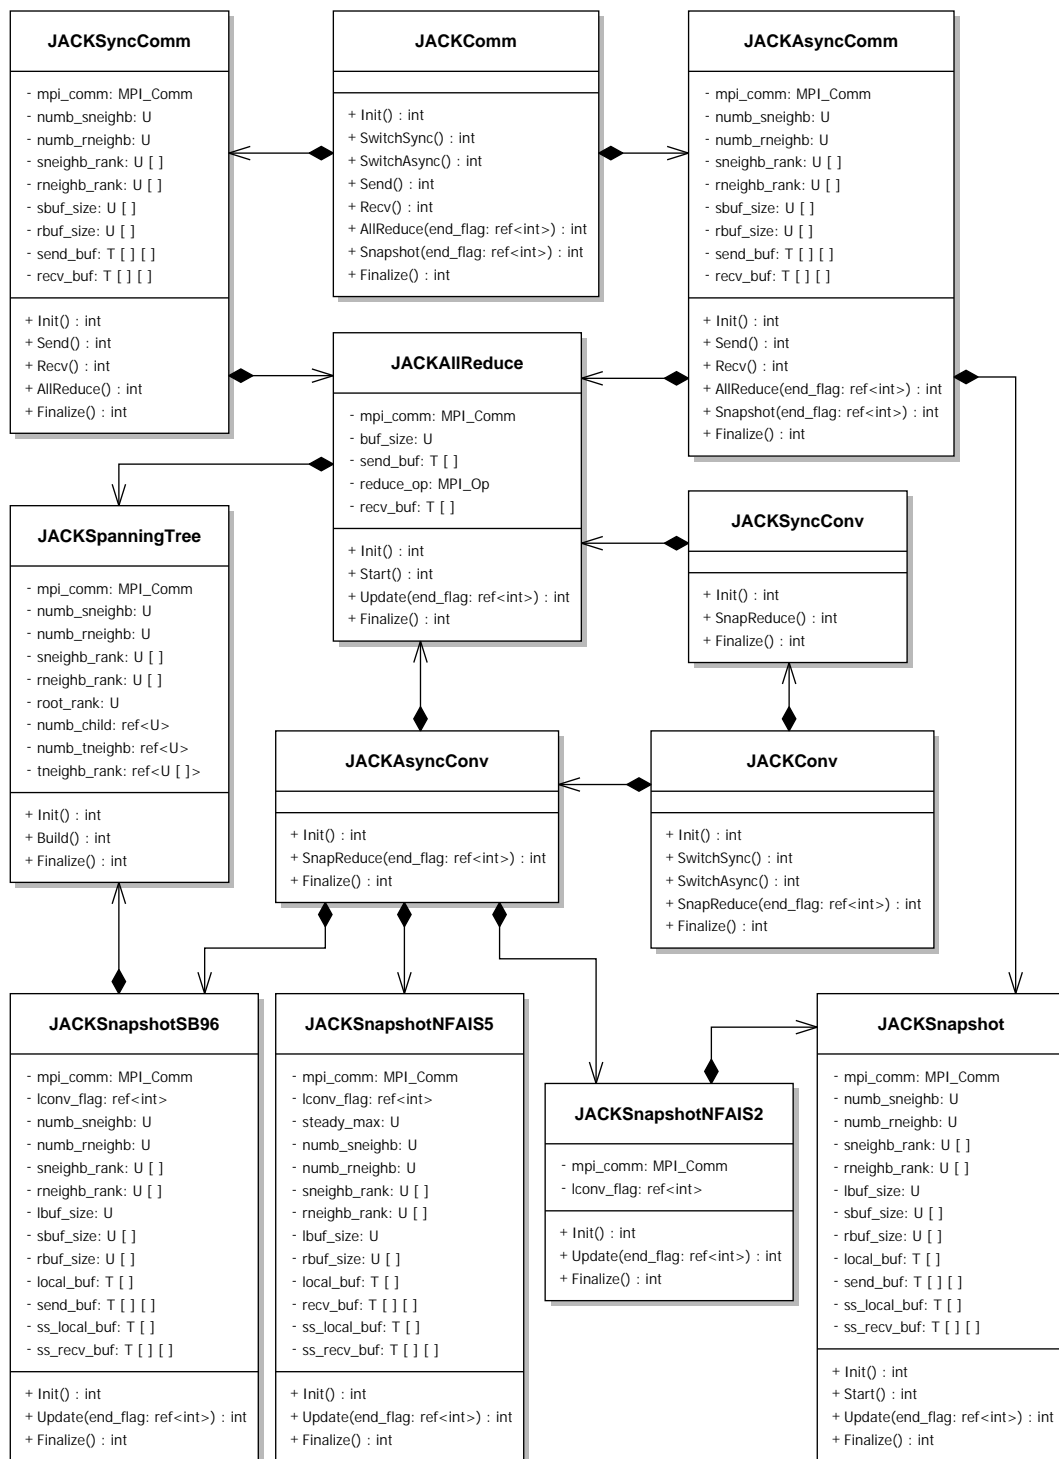 JACKSyncComm
- mpi_comm: MPI_Comm
- numb_sneighb: U
- numb_rneighb: U
- sneighb_rank: U [ ]
- rneighb_rank: U [ ]
- sbuf_size: U [ ]
- rbuf_size: U [ ]
- send_buf: T [ ] [ ]
- recv_buf: T [ ] [ ]
+ Init() : int
+ Send() : int
+ Recv() : int
+ AllReduce() : int
+ Finalize() : int
JACKComm
+ Init() : int
+ SwitchSync() : int
+ SwitchAsync() : int
+ Send() : int
+ Recv() : int
+ AllReduce(end_flag: ref<int>) : int
+ Snapshot(end_flag: ref<int>) : int
+ Finalize() : int
JACKAsyncComm
- mpi_comm: MPI_Comm
- numb_sneighb: U
- numb_rneighb: U
- sneighb_rank: U [ ]
- rneighb_rank: U [ ]
- sbuf_size: U [ ]
- rbuf_size: U [ ]
- send_buf: T [ ] [ ]
- recv_buf: T [ ] [ ]
+ Init() : int
+ Send() : int
+ Recv() : int
+ AllReduce(end_flag: ref<int>) : int
+ Snapshot(end_flag: ref<int>) : int
+ Finalize() : int
JACKAllReduce
- mpi_comm: MPI_Comm
- buf_size: U
- send_buf: T [ ]
- reduce_op: MPI_Op
- recv_buf: T [ ]
+ Init() : int
+ Start() : int
+ Update(end_flag: ref<int>) : int
+ Finalize() : int
JACKSyncConv
+ Init() : int
+ SnapReduce() : int
+ Finalize() : int
JACKSpanningTree
- mpi_comm: MPI_Comm
- numb_sneighb: U
- numb_rneighb: U
- sneighb_rank: U [ ]
- rneighb_rank: U [ ]
- root_rank: U
- numb_child: ref<U>
- numb_tneighb: ref<U>
- tneighb_rank: ref<U [ ]>
+ Init() : int
+ Build() : int
+ Finalize() : int
JACKAsyncConv
+ Init() : int
+ SnapReduce(end_flag: ref<int>) : int
+ Finalize() : int
JACKConv
+ Init() : int
+ SwitchSync() : int
+ SwitchAsync() : int
+ SnapReduce(end_flag: ref<int>) : int
+ Finalize() : int
JACKSnapshotSB96
- mpi_comm: MPI_Comm
- lconv_flag: ref<int>
- numb_sneighb: U
- numb_rneighb: U
- sneighb_rank: U [ ]
- rneighb_rank: U [ ]
- lbuf_size: U
- sbuf_size: U [ ]
- rbuf_size: U [ ]
- local_buf: T [ ]
- send_buf: T [ ] [ ]
- ss_local_buf: T [ ]
- ss_recv_buf: T [ ] [ ]
+ Init() : int
+ Update(end_flag: ref<int>) : int
+ Finalize() : int
JACKSnapshotNFAIS5
- mpi_comm: MPI_Comm
- lconv_flag: ref<int>
- steady_max: U
- numb_sneighb: U
- numb_rneighb: U
- sneighb_rank: U [ ]
- rneighb_rank: U [ ]
- lbuf_size: U
- rbuf_size: U [ ]
- local_buf: T [ ]
- recv_buf: T [ ] [ ]
- ss_local_buf: T [ ]
- ss_recv_buf: T [ ] [ ]
+ Init() : int
+ Update(end_flag: ref<int>) : int
+ Finalize() : int
JACKSnapshotNFAIS2
- mpi_comm: MPI_Comm
- lconv_flag: ref<int>
+ Init() : int
+ Update(end_flag: ref<int>) : int
+ Finalize() : int
JACKSnapshot
- mpi_comm: MPI_Comm
- numb_sneighb: U
- numb_rneighb: U
- sneighb_rank: U [ ]
- rneighb_rank: U [ ]
- lbuf_size: U
- sbuf_size: U [ ]
- rbuf_size: U [ ]
- local_buf: T [ ]
- send_buf: T [ ] [ ]
- ss_local_buf: T [ ]
- ss_recv_buf: T [ ] [ ]
+ Init() : int
+ Start() : int
+ Update(end_flag: ref<int>) : int
+ Finalize() : int